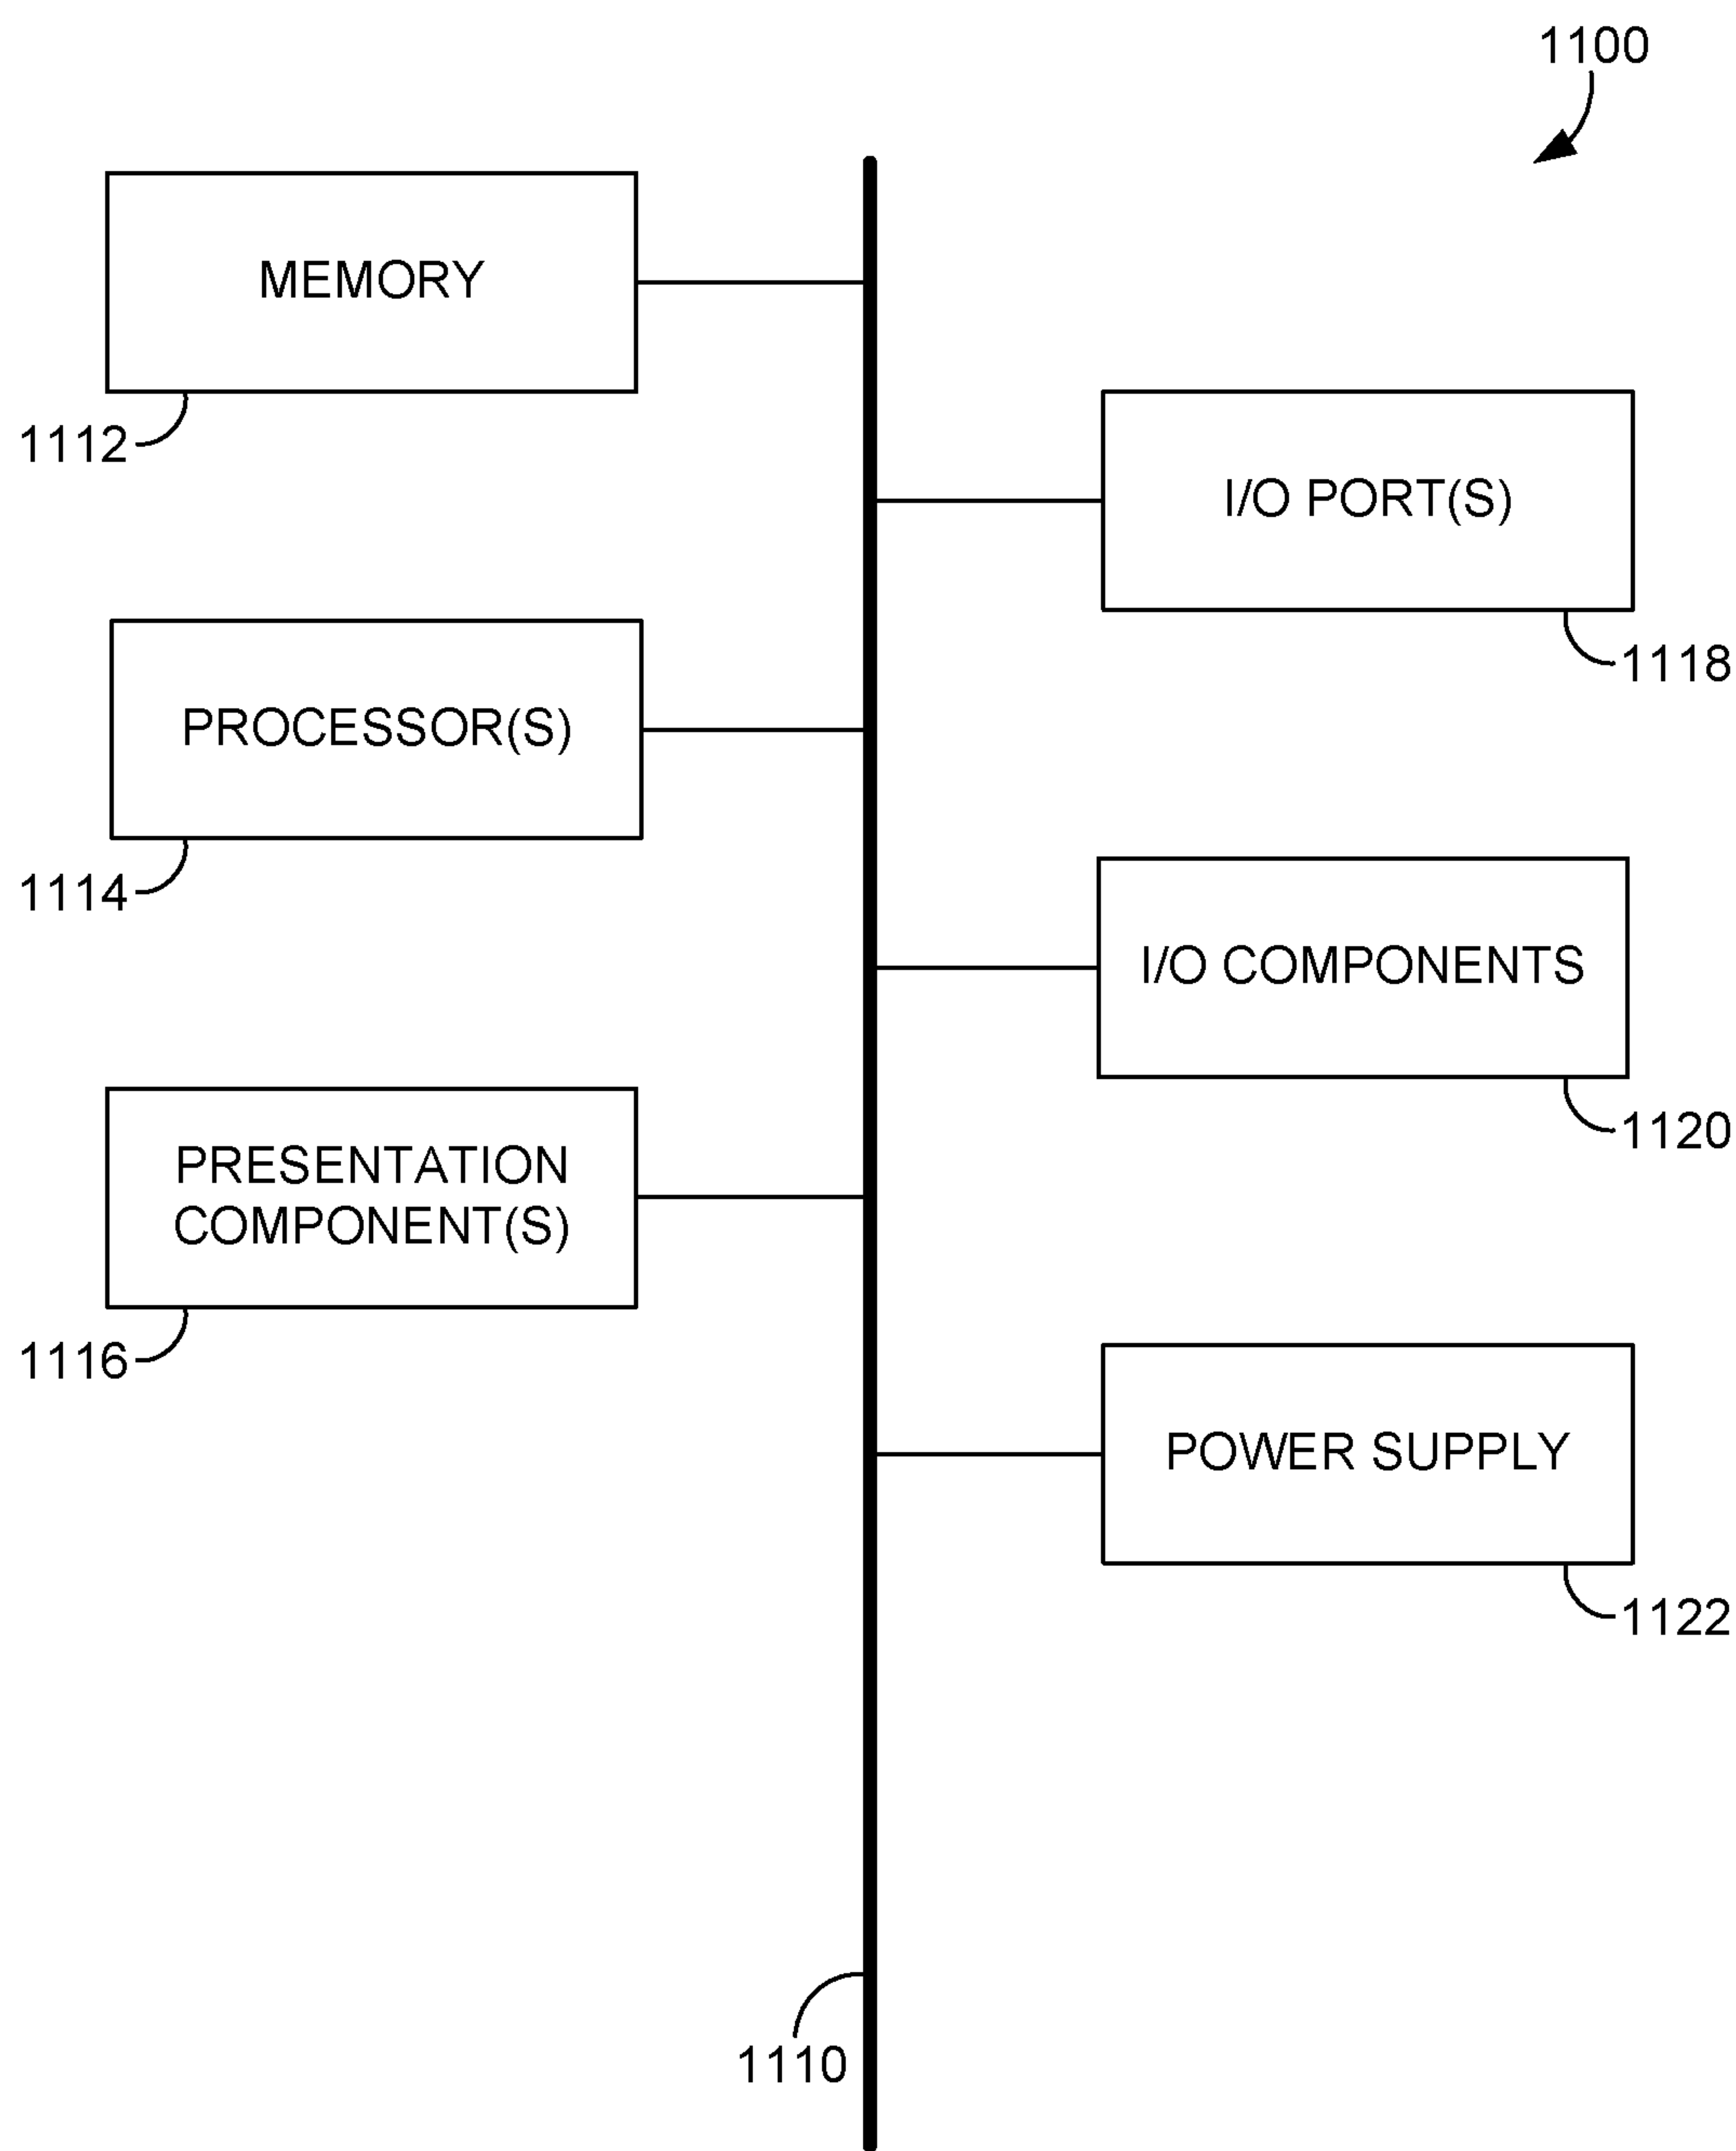 1100
MEMORY
1112
I/O PORT(S)
1118
PROCESSOR(S)
1114
I/O COMPONENTS
1120
PRESENTATION
COMPONENT(S)
1116
POWER SUPPLY
1122
1110